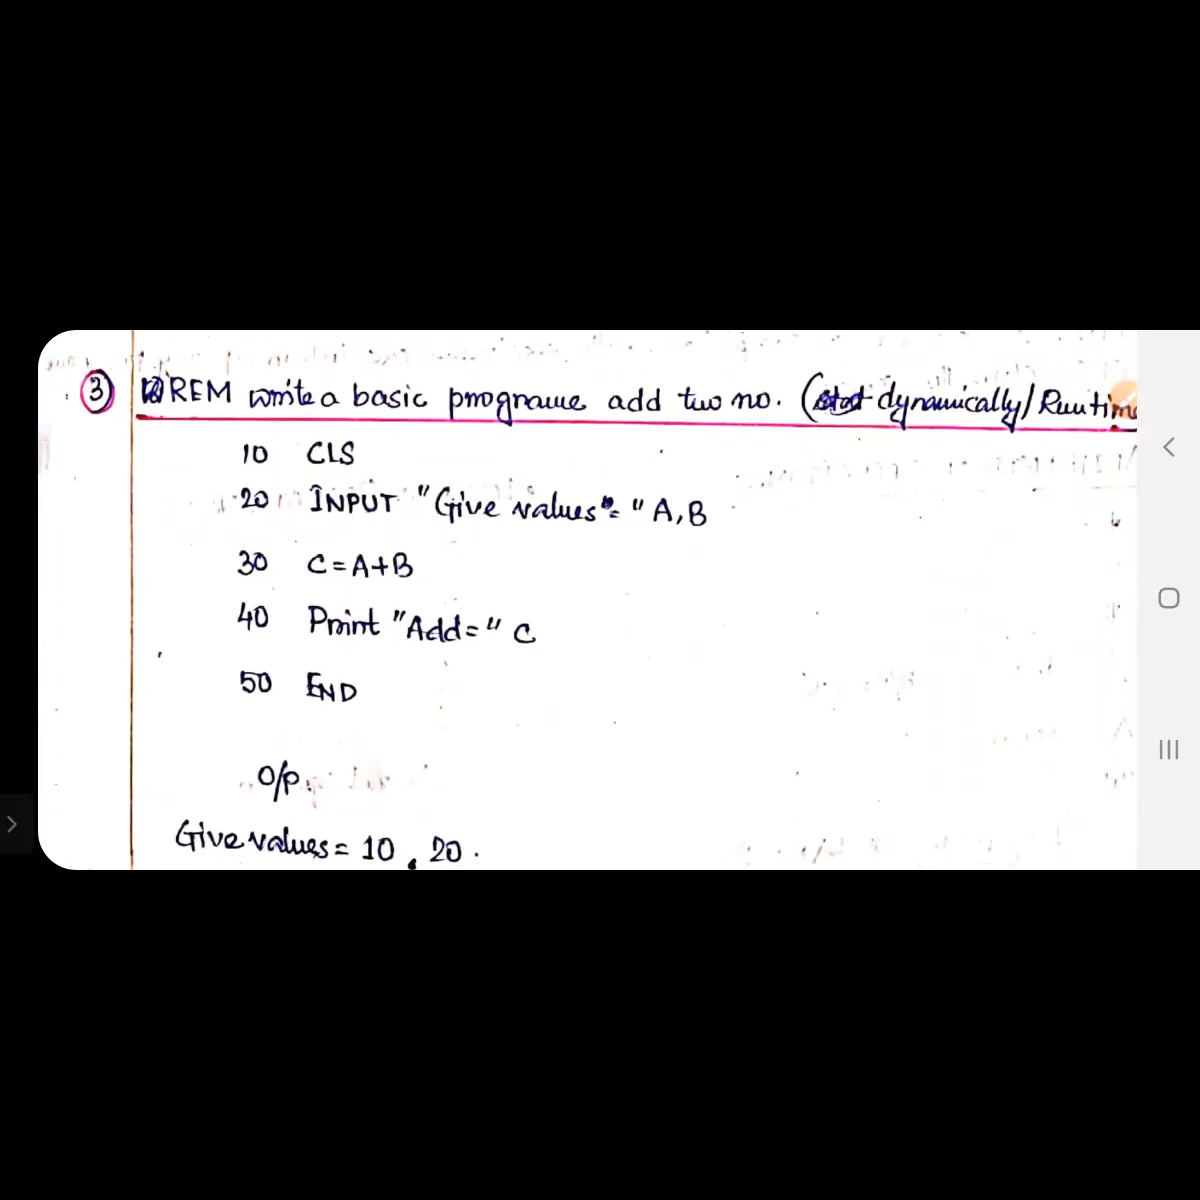 ③ REM write a basic programme add two no. (dynamically/Runtime
10 CLS
20 INPUT "Give values = " A,B
30 C=A+B
40 Print "Add=" C
50 END
O/P
Give values = 10 , 20 .